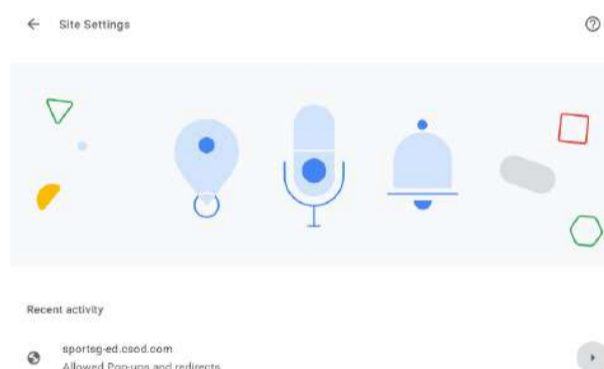 Site Settings
Recent activity
sportsg-ed.csod.com
Allowed Pop-ups and redirects